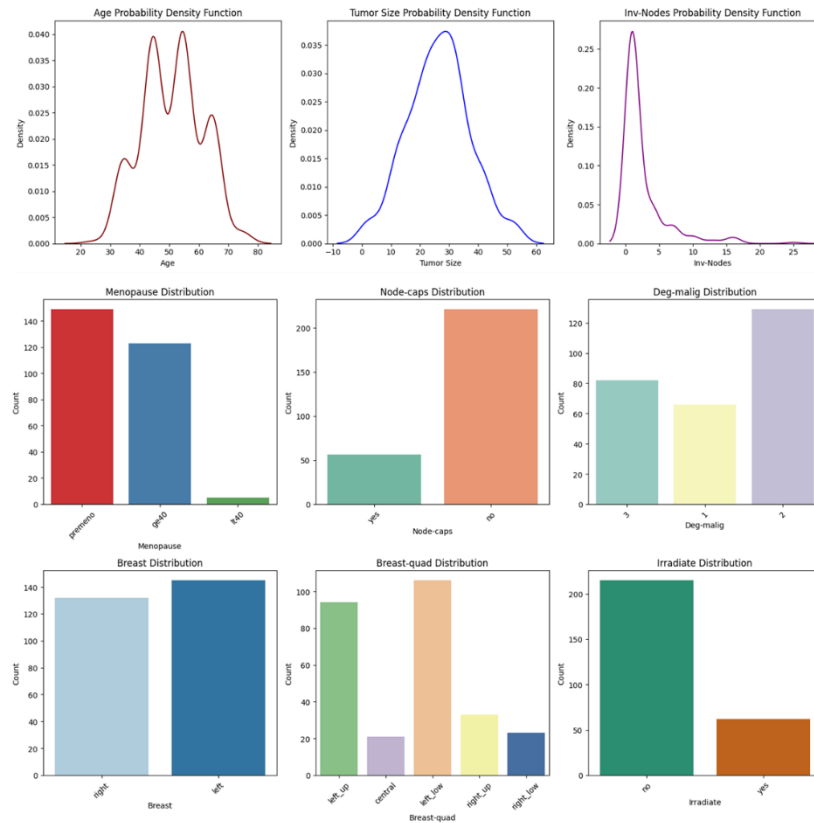 Age Probability Density Function
0.040
0.035
0.030
0.025
0.020
0.015
0.010
0.005
0.000
Density
20 30 40 50 60 70 80
Age
Tumor Size Probability Density Function
0.035
0.030
0.025
0.020
0.015
0.010
0.005
0.000
Density
−10 0 10 20 30 40 50 60
Tumor Size
Inv-Nodes Probability Density Function
0.25
0.20
0.15
0.10
0.05
0.00
Density
0 5 10 15 20 25
Inv-Nodes
Menopause Distribution
140
120
100
80
60
40
20
0
Count
premeno ge40 lt40
Menopause
Node-caps Distribution
200
150
100
50
0
Count
yes no
Node-caps
Deg-malig Distribution
120
100
80
60
40
20
0
Count
3 1 2
Deg-malig
Breast Distribution
140
120
100
80
60
40
20
0
Count
right left
Breast
Breast-quad Distribution
100
80
60
40
20
0
Count
left_up central left_low right_up right_low
Breast-quad
Irradiate Distribution
200
150
100
50
0
Count
no yes
Irradiate